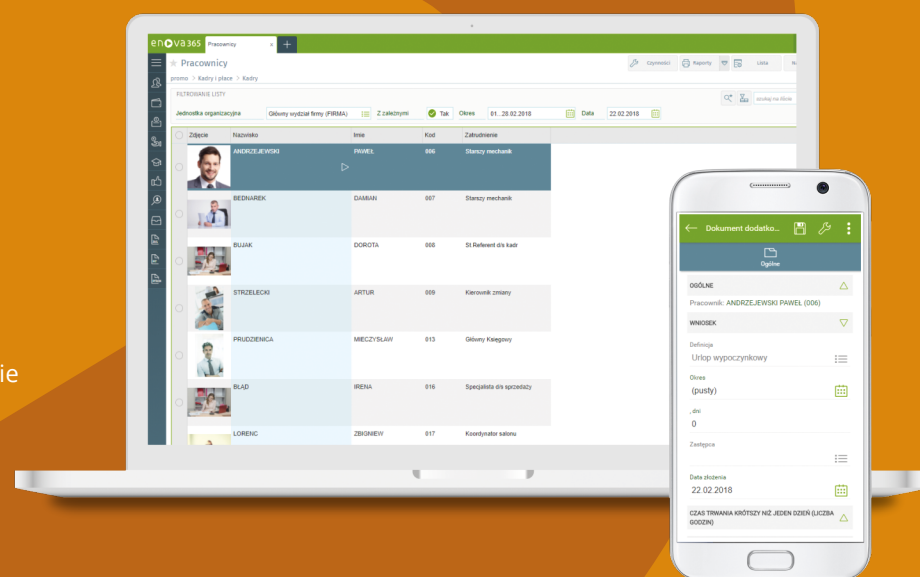 enova365 Pracownicy x +
Pracownicy
Czynności Raporty Lista
promo > Kadry i płace > Kadry
FILTROWANIE LISTY
szukaj na liście
Jednostka organizacyjna Główny wydział firmy (FIRMA) Z zależnymi Tak Okres 01...28.02.2018 Data 22.02.2018
Zdjęcie Nazwisko Imie Kod Zatrudnienie
ANDRZEJEWSKI PAWEŁ 006 Starszy mechanik
BEDNAREK DAMIAN 007 Starszy mechanik
BUJAK DOROTA 008 St Referent d/s kadr
STRZELECKI ARTUR 009 Kierownik zmiany
PRUDZIENICA MIECZYSŁAW 013 Główny Księgowy
BŁĄD IRENA 016 Specjalista d/s sprzedaży
LORENC ZBIGNIEW 017 Koordynator salonu
ie
Dokument dodatko...
Ogólne
OGÓLNE
Pracownik: ANDRZEJEWSKI PAWEŁ (006)
WNIOSEK
Definicja
Urlop wypoczynkowy
Okres
(pusty)
, dni
0
Zastępca
Data złożenia
22.02.2018
CZAS TRWANIA KRÓTSZY NIŻ JEDEN DZIEŃ (LICZBA
GODZIN)